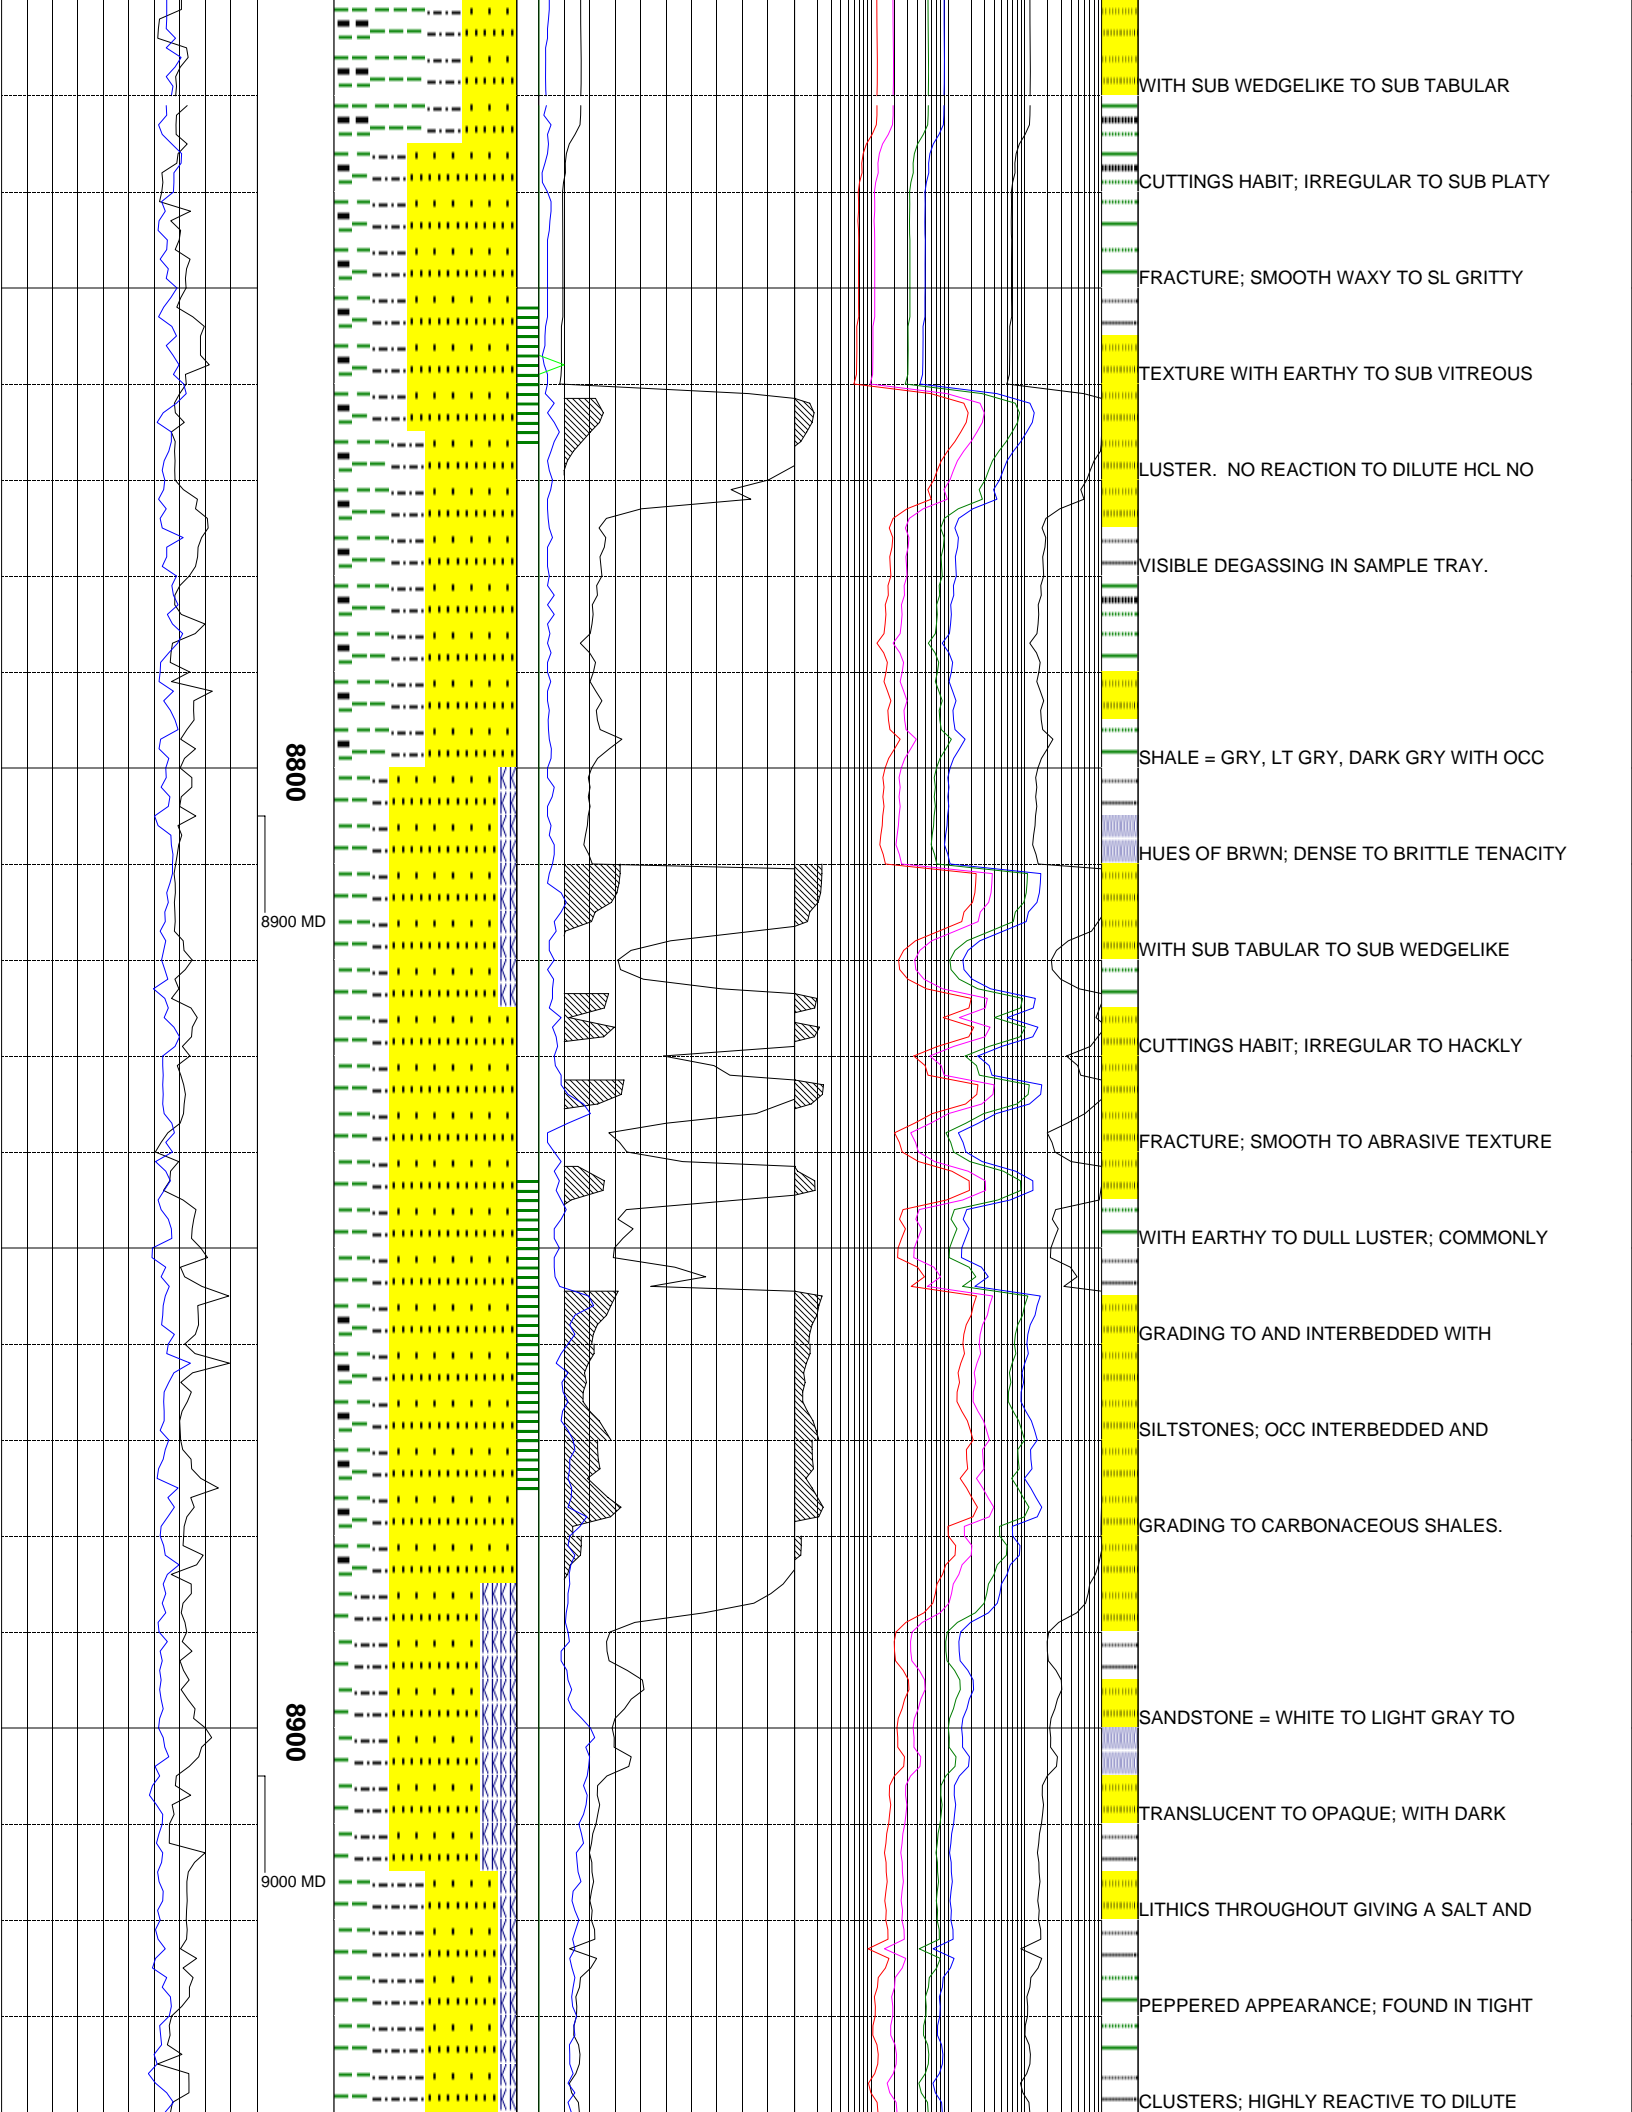 WITH SUB WEDGELIKE TO SUB TABULAR
CUTTINGS HABIT; IRREGULAR TO SUB PLATY
FRACTURE; SMOOTH WAXY TO SL GRITTY
TEXTURE WITH EARTHY TO SUB VITREOUS
LUSTER.  NO REACTION TO DILUTE HCL NO
VISIBLE DEGASSING IN SAMPLE TRAY.
8800
SHALE = GRY, LT GRY, DARK GRY WITH OCC
HUES OF BRWN; DENSE TO BRITTLE TENACITY
8900 MD
WITH SUB TABULAR TO SUB WEDGELIKE
CUTTINGS HABIT; IRREGULAR TO HACKLY
FRACTURE; SMOOTH TO ABRASIVE TEXTURE
WITH EARTHY TO DULL LUSTER; COMMONLY
GRADING TO AND INTERBEDDED WITH
SILTSTONES; OCC INTERBEDDED AND
GRADING TO CARBONACEOUS SHALES.
8900
SANDSTONE = WHITE TO LIGHT GRAY TO
TRANSLUCENT TO OPAQUE; WITH DARK
9000 MD
LITHICS THROUGHOUT GIVING A SALT AND
PEPPERED APPEARANCE; FOUND IN TIGHT
CLUSTERS; HIGHLY REACTIVE TO DILUTE